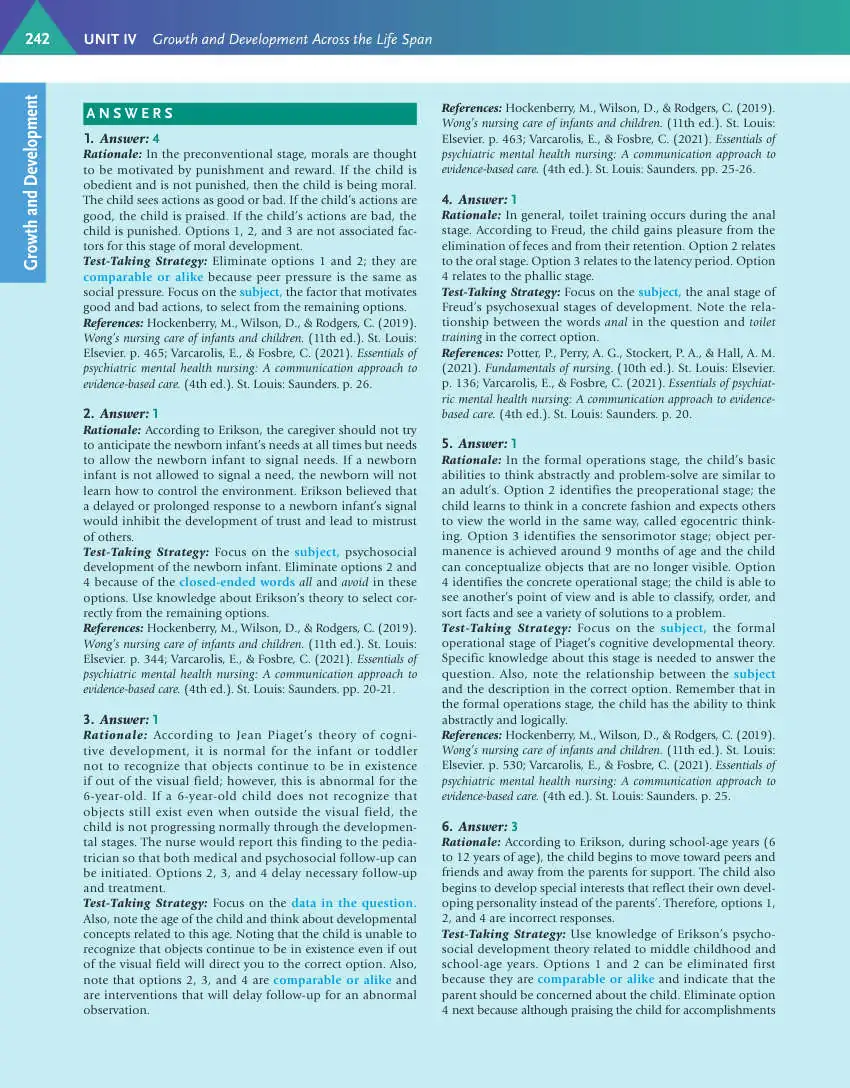 242 UNIT IV Growth and Development Across the Life Span
Growth and Development
ANSWERS
1. Answer: 4
Rationale: In the preconventional stage, morals are thought
to be motivated by punishment and reward. If the child is
obedient and is not punished, then the child is being moral.
The child sees actions as good or bad. If the child's actions are
good, the child is praised. If the child's actions are bad, the
child is punished. Options 1, 2, and 3 are not associated fac-
tors for this stage of moral development.
Test-Taking Strategy: Eliminate options 1 and 2; they are
comparable or alike because peer pressure is the same as
social pressure. Focus on the subject, the factor that motivates
good and bad actions, to select from the remaining options.
References: Hockenberry, M., Wilson, D., & Rodgers, C. (2019).
Wong's nursing care of infants and children. (11th ed.). St. Louis:
Elsevier. p. 465; Varcarolis, E., & Fosbre, C. (2021). Essentials of
psychiatric mental health nursing: A communication approach to
evidence-based care. (4th ed.). St. Louis: Saunders. p. 26.
2. Answer: 1
Rationale: According to Erikson, the caregiver should not try
to anticipate the newborn infant's needs at all times but needs
to allow the newborn infant to signal needs. If a newborn
infant is not allowed to signal a need, the newborn will not
learn how to control the environment. Erikson believed that
a delayed or prolonged response to a newborn infant's signal
would inhibit the development of trust and lead to mistrust
of others.
Test-Taking Strategy: Focus on the subject, psychosocial
development of the newborn infant. Eliminate options 2 and
4 because of the closed-ended words all and avoid in these
options. Use knowledge about Erikson's theory to select cor-
rectly from the remaining options.
References: Hockenberry, M., Wilson, D., & Rodgers, C. (2019).
Wong's nursing care of infants and children. (11th ed.). St. Louis:
Elsevier. p. 344; Varcarolis, E., & Fosbre, C. (2021). Essentials of
psychiatric mental health nursing: A communication approach to
evidence-based care. (4th ed.). St. Louis: Saunders. pp. 20-21.
3. Answer: 1
Rationale: According to Jean Piaget's theory of cogni-
tive development, it is normal for the infant or toddler
not to recognize that objects continue to be in existence
if out of the visual field; however, this is abnormal for the
6-year-old. If a 6-year-old child does not recognize that
objects still exist even when outside the visual field, the
child is not progressing normally through the developmen-
tal stages. The nurse would report this finding to the pedia-
trician so that both medical and psychosocial follow-up can
be initiated. Options 2, 3, and 4 delay necessary follow-up
and treatment.
Test-Taking Strategy: Focus on the data in the question.
Also, note the age of the child and think about developmental
concepts related to this age. Noting that the child is unable to
recognize that objects continue to be in existence even if out
of the visual field will direct you to the correct option. Also,
note that options 2, 3, and 4 are comparable or alike and
are interventions that will delay follow-up for an abnormal
observation.
References: Hockenberry, M., Wilson, D., & Rodgers, C. (2019).
Wong's nursing care of infants and children. (11th ed.). St. Louis:
Elsevier. p. 463; Varcarolis, E., & Fosbre, C. (2021). Essentials of
psychiatric mental health nursing: A communication approach to
evidence-based care. (4th ed.). St. Louis: Saunders. pp. 25-26.
4. Answer: 1
Rationale: In general, toilet training occurs during the anal
stage. According to Freud, the child gains pleasure from the
elimination of feces and from their retention. Option 2 relates
to the oral stage. Option 3 relates to the latency period. Option
4 relates to the phallic stage.
Test-Taking Strategy: Focus on the subject, the anal stage of
Freud's psychosexual stages of development. Note the rela-
tionship between the words anal in the question and toilet
training in the correct option.
References: Potter, P., Perry, A. G., Stockert, P. A., & Hall, A. M.
(2021). Fundamentals of nursing. (10th ed.). St. Louis: Elsevier.
p. 136; Varcarolis, E., & Fosbre, C. (2021). Essentials of psychiat-
ric mental health nursing: A communication approach to evidence-
based care. (4th ed.). St. Louis: Saunders. p. 20.
5. Answer: 1
Rationale: In the formal operations stage, the child's basic
abilities to think abstractly and problem-solve are similar to
an adult's. Option 2 identifies the preoperational stage; the
child learns to think in a concrete fashion and expects others
to view the world in the same way, called egocentric think-
ing. Option 3 identifies the sensorimotor stage; object per-
manence is achieved around 9 months of age and the child
can conceptualize objects that are no longer visible. Option
4 identifies the concrete operational stage; the child is able to
see another's point of view and is able to classify, order, and
sort facts and see a variety of solutions to a problem.
Test-Taking Strategy: Focus on the subject, the formal
operational stage of Piaget's cognitive developmental theory.
Specific knowledge about this stage is needed to answer the
question. Also, note the relationship between the subject
and the description in the correct option. Remember that in
the formal operations stage, the child has the ability to think
abstractly and logically.
References: Hockenberry, M., Wilson, D., & Rodgers, C. (2019).
Wong's nursing care of infants and children. (11th ed.). St. Louis:
Elsevier. p. 530; Varcarolis, E., & Fosbre, C. (2021). Essentials of
psychiatric mental health nursing: A communication approach to
evidence-based care. (4th ed.). St. Louis: Saunders. p. 25.
6. Answer: 3
Rationale: According to Erikson, during school-age years (6
to 12 years of age), the child begins to move toward peers and
friends and away from the parents for support. The child also
begins to develop special interests that reflect their own devel-
oping personality instead of the parents'. Therefore, options 1,
2, and 4 are incorrect responses.
Test-Taking Strategy: Use knowledge of Erikson's psycho-
social development theory related to middle childhood and
school-age years. Options 1 and 2 can be eliminated first
because they are comparable or alike and indicate that the
parent should be concerned about the child. Eliminate option
4 next because although praising the child for accomplishments